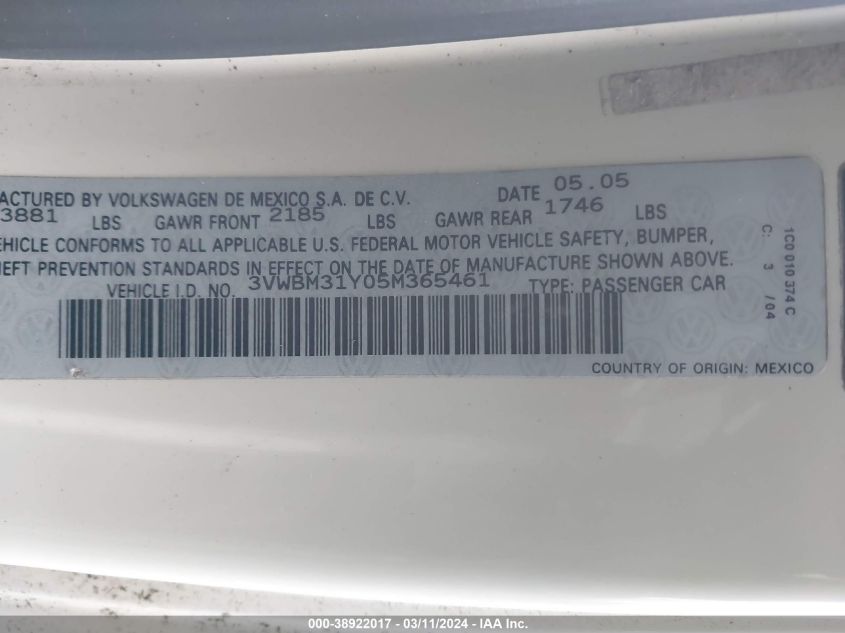 ACTURED BY VOLKSWAGEN DE MEXICO S.A. DE C.V. DATE 05.05
3881 LBS GAWR FRONT 2185 LBS GAWR REAR 1746 LBS
EHICLE CONFORMS TO ALL APPLICABLE U.S. FEDERAL MOTOR VEHICLE SAFETY, BUMPER,
EFT PREVENTION STANDARDS IN EFFECT ON THE DATE OF MANUFACTURE SHOWN ABOVE.
VEHICLE I.D. NO. 3VWBM31Y05M365461 TYPE: PASSENGER CAR
COUNTRY OF ORIGIN: MEXICO
1C0 010 374 C
C: 3 /04
000-38922017 - 03/11/2024 - IAA Inc.